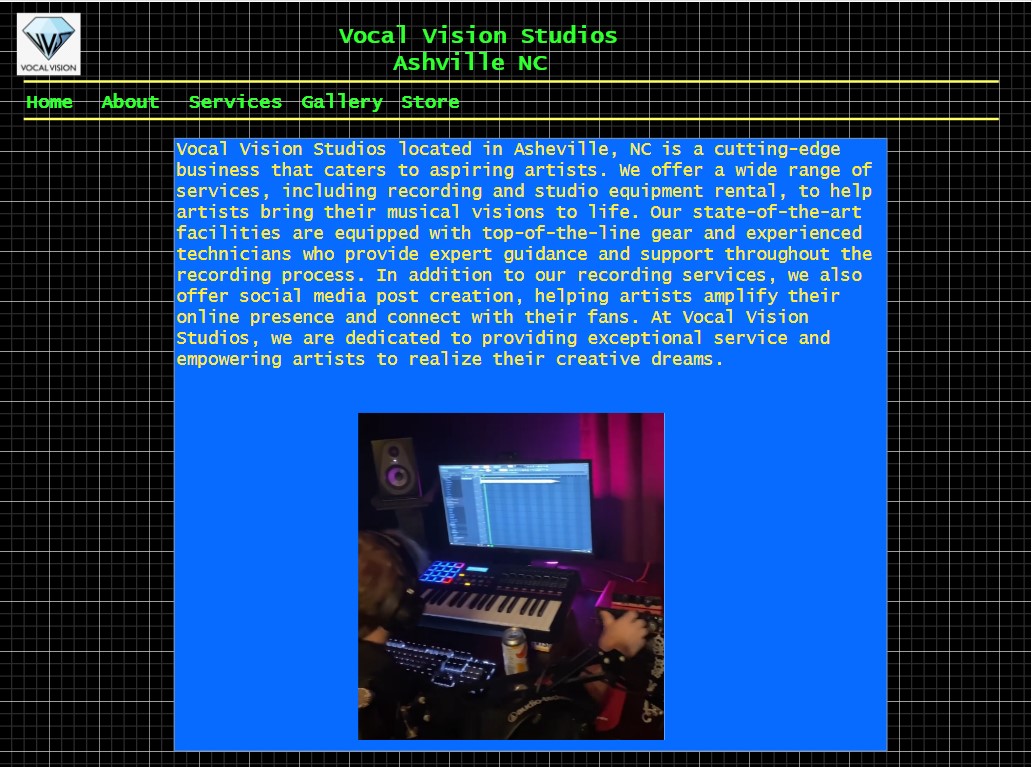 VOCAL VISION
Vocal Vision Studios
Ashville NC
Home About Services Gallery Store
Vocal Vision Studios located in Asheville, NC is a cutting-edge
business that caters to aspiring artists. We offer a wide range of
services, including recording and studio equipment rental, to help
artists bring their musical visions to life. Our state-of-the-art
facilities are equipped with top-of-the-line gear and experienced
technicians who provide expert guidance and support throughout the
recording process. In addition to our recording services, we also
offer social media post creation, helping artists amplify their
online presence and connect with their fans. At Vocal Vision
Studios, we are dedicated to providing exceptional service and
empowering artists to realize their creative dreams.